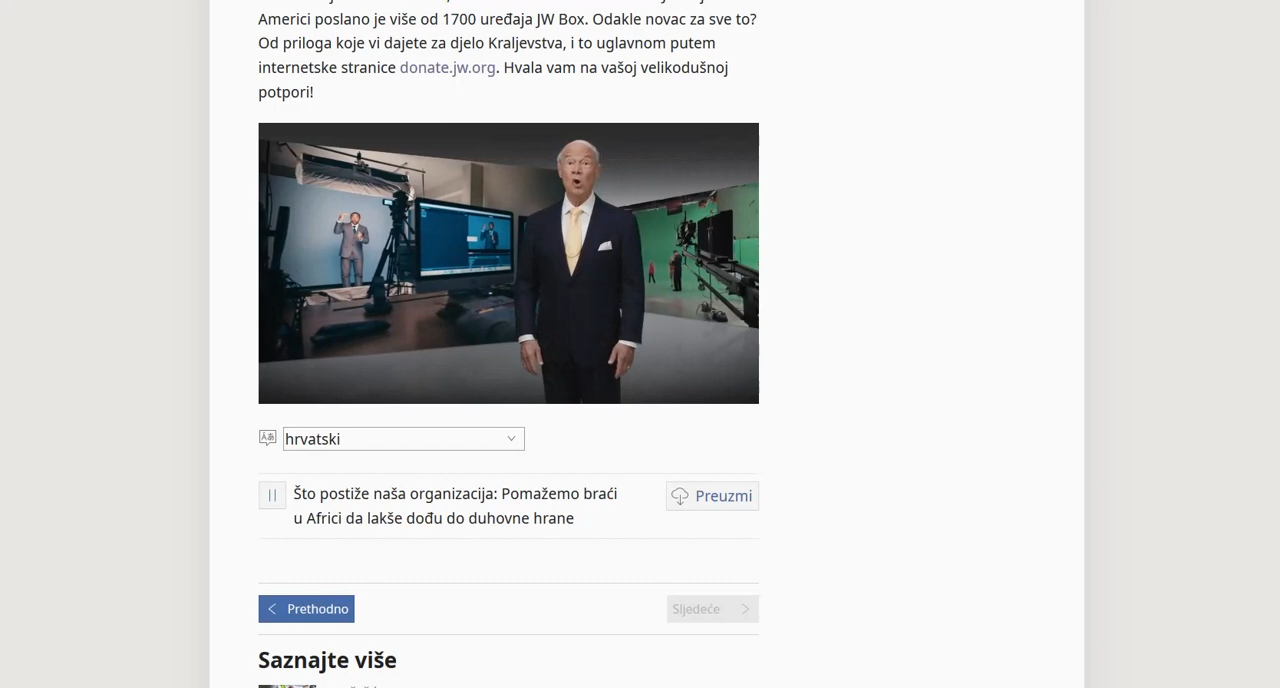 Americi poslano je više od 1700 uređaja JW Box. Odakle novac za sve to?
Od priloga koje vi dajete za djelo Kraljevstva, i to uglavnom putem
internetske stranice donate.jw.org. Hvala vam na vašoj velikodušnoj
potpori!
hrvatski
Što postiže naša organizacija: Pomažemo braći
u Africi da lakše dođu do duhovne hrane
Preuzmi
Prethodno
Sljedeće
Saznajte više